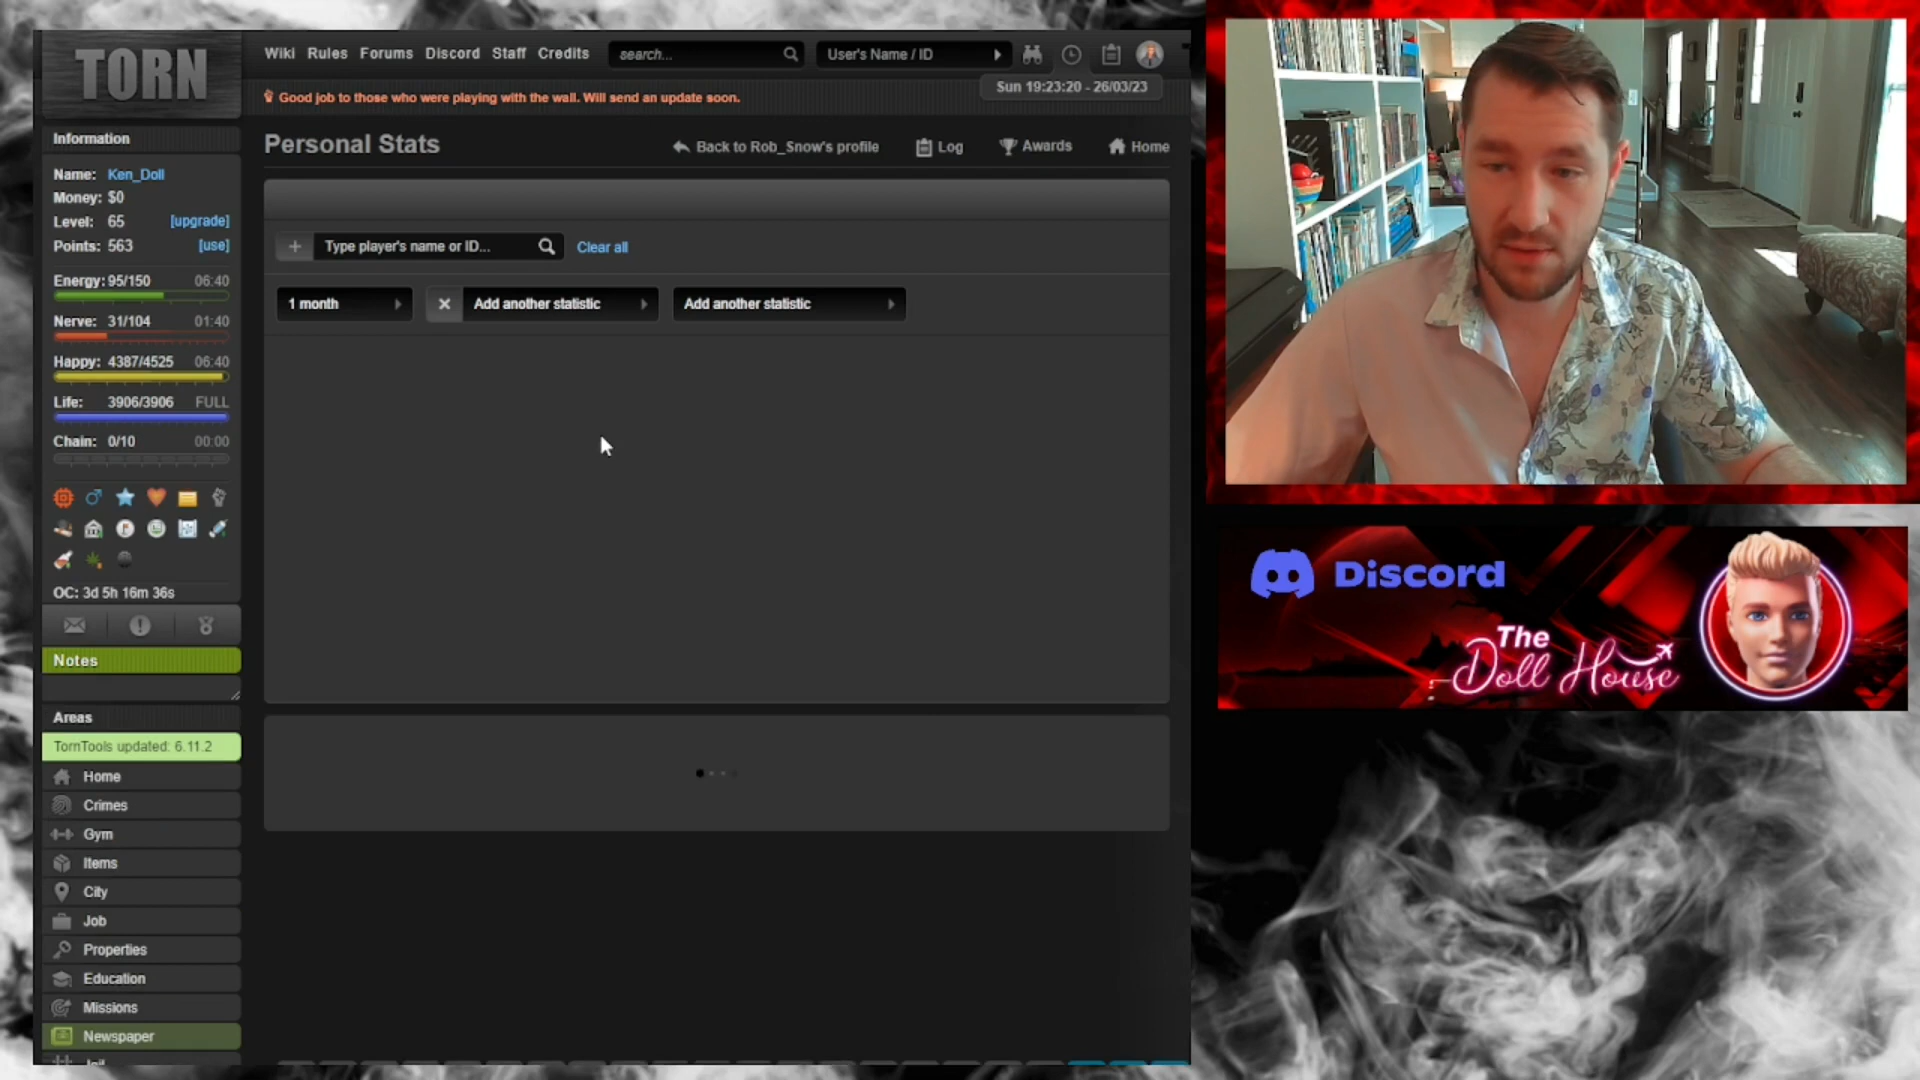 TORN
Wiki Rules Forums Discord Staff Credits search... User's Name / ID
Good job to those who were playing with the wall. Will send an update soon.
Sun 19:23:20 - 26/03/23
Information
Name: Ken_Doll
Money: $0
Level: 65 [upgrade]
Points: 563 [use]
Energy: 95/150 06:40
Nerve: 31/104 01:40
Happy: 4387/4525 06:40
Life: 3906/3906 FULL
Chain: 0/10 00:00
OC: 3d 5h 16m 36s
Notes
Areas
TornTools updated: 6.11.2
Home
Crimes
Gym
Items
City
Job
Properties
Education
Missions
Newspaper
Personal Stats
Back to Rob_Snow's profile Log Awards Home
Type player's name or ID... Clear all
1 month Add another statistic Add another statistic
Discord
The
Doll House